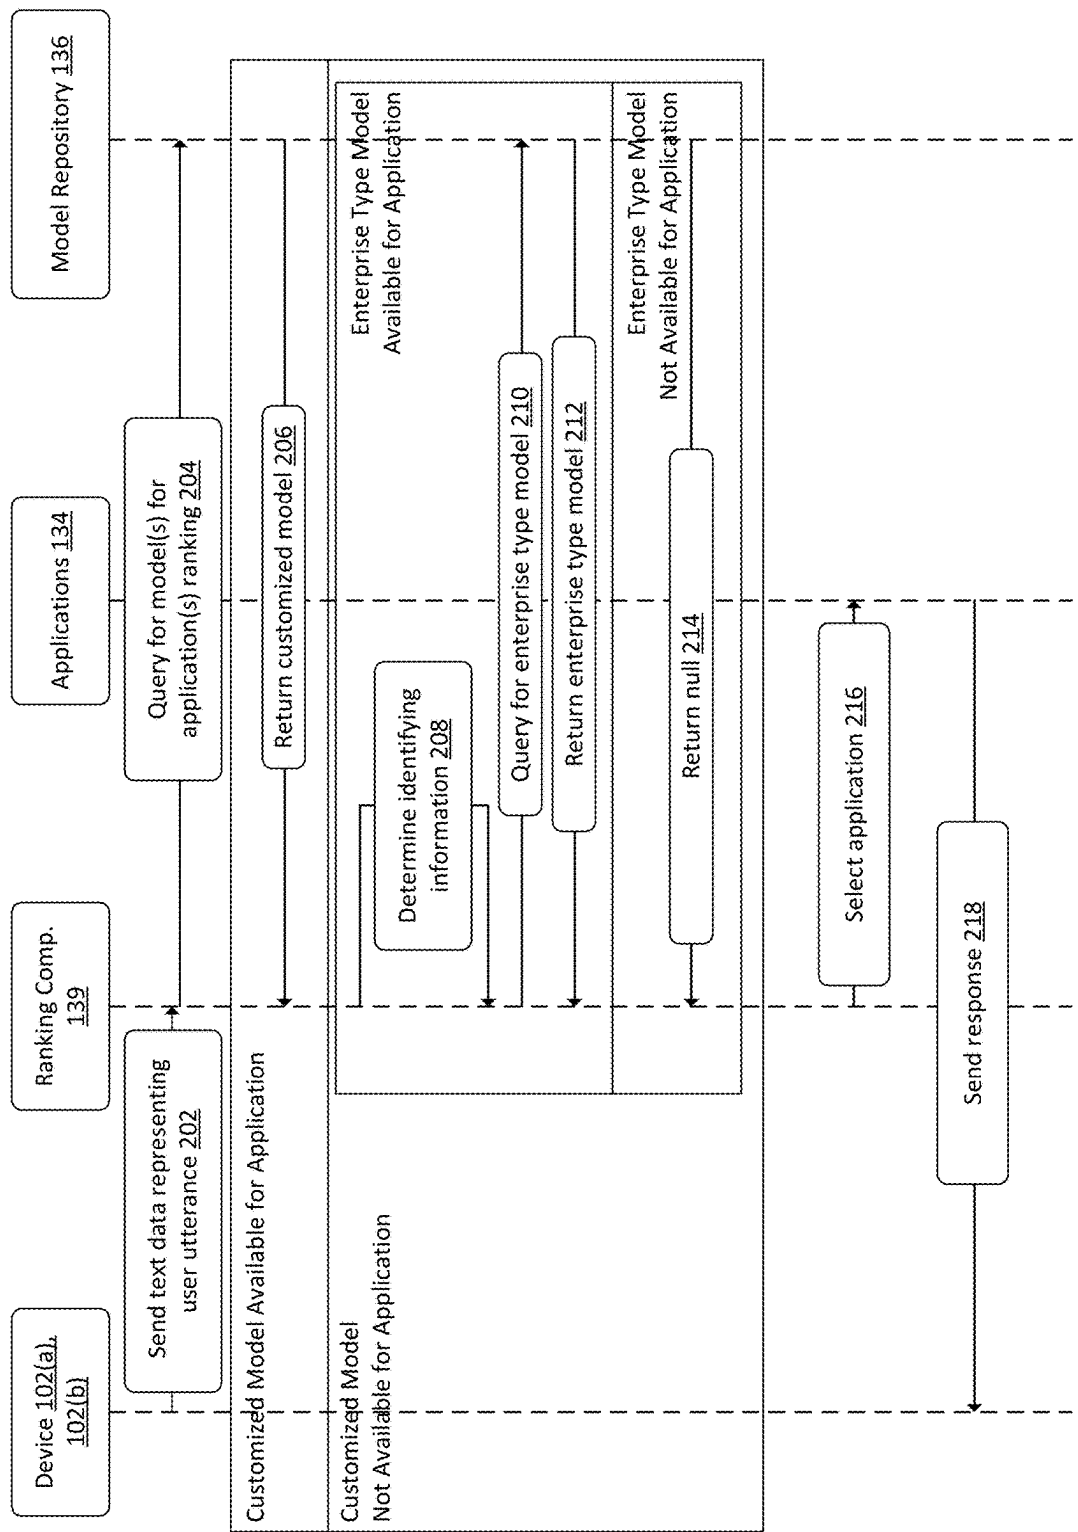 Device 102(a),
102(b)
Ranking Comp.
139
Applications 134
Model Repository 136
Send text data representing
user utterance 202
Query for model(s) for
application(s) ranking 204
Customized Model Available for Application
Return customized model 206
Customized Model
Not Available for Application
Enterprise Type Model
Available for Application
Determine identifying
information 208
Query for enterprise type model 210
Return enterprise type model 212
Enterprise Type Model
Not Available for Application
Return null 214
Select application 216
Send response 218